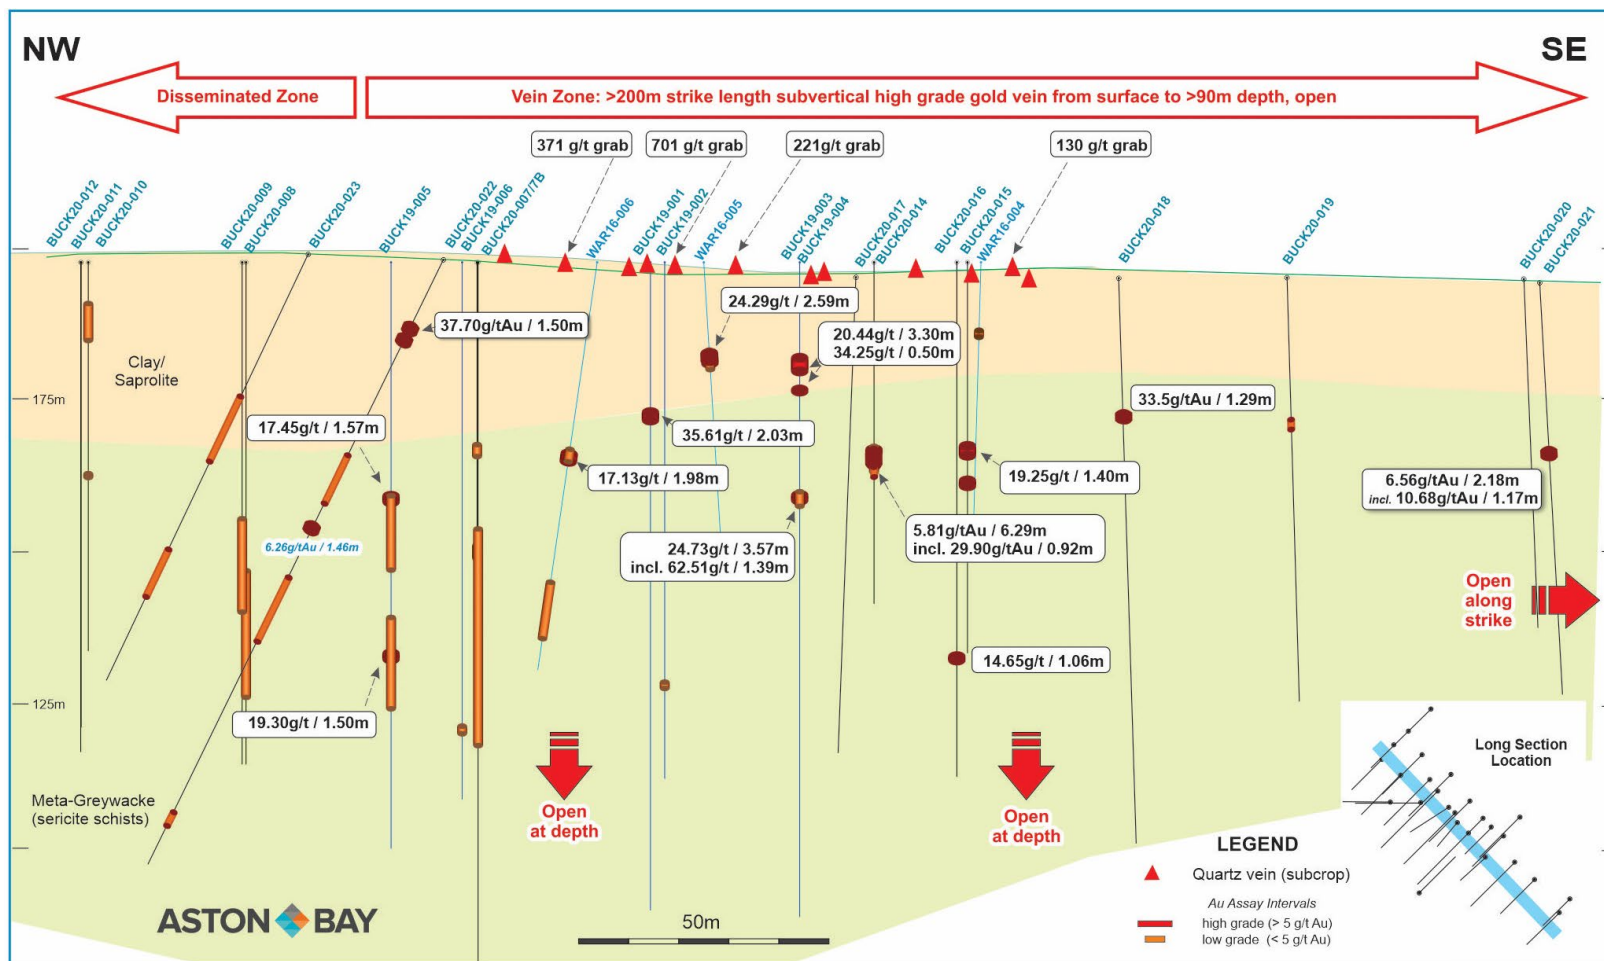 NW
SE
Disseminated Zone
Vein Zone: >200m strike length subvertical high grade gold vein from surface to >90m depth, open
371 g/t grab
701 g/t grab
221g/t grab
130 g/t grab
BUCK20-012
BUCK20-011
BUCK20-010
BUCK20-009
BUCK20-008
BUCK20-023
BUCK19-005
BUCK20-022
BUCK19-006
BUCK20-007/7B
WAR16-006
BUCK19-001
BUCK19-002
WAR16-005
BUCK19-003
BUCK19-004
BUCK20-017
BUCK20-014
BUCK20-016
BUCK20-015
WAR16-004
BUCK20-018
BUCK20-019
BUCK20-020
BUCK20-021
24.29g/t / 2.59m
37.70g/tAu / 1.50m
20.44g/t / 3.30m
34.25g/t / 0.50m
Clay/
Saprolite
175m
33.5g/tAu / 1.29m
17.45g/t / 1.57m
35.61g/t / 2.03m
17.13g/t / 1.98m
19.25g/t / 1.40m
6.56g/tAu / 2.18m
incl. 10.68g/tAu / 1.17m
5.81g/tAu / 6.29m
incl. 29.90g/tAu / 0.92m
6.26g/tAu / 1.46m
24.73g/t / 3.57m
incl. 62.51g/t / 1.39m
Open
along
strike
14.65g/t / 1.06m
125m
19.30g/t / 1.50m
Long Section
Location
Meta-Greywacke
(sericite schists)
Open
at depth
Open
at depth
LEGEND
Quartz vein (subcrop)
Au Assay Intervals
high grade (> 5 g/t Au)
low grade (< 5 g/t Au)
ASTON BAY
50m